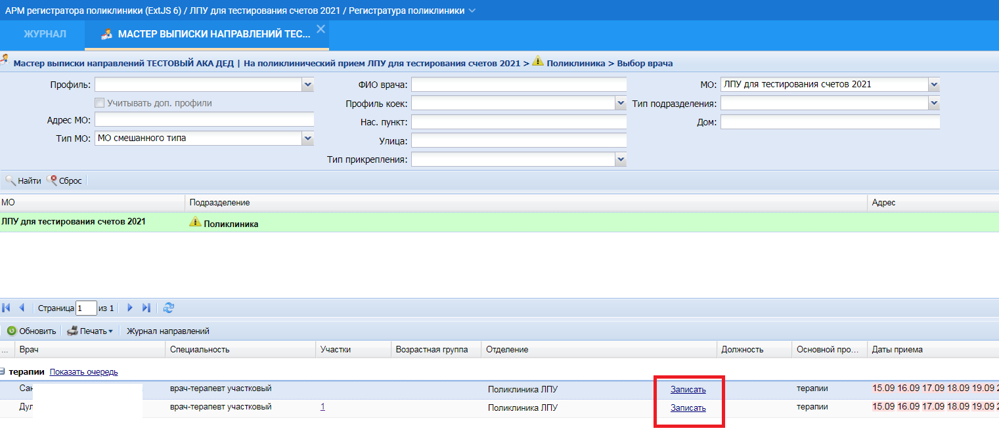 АРМ регистратора поликлиники (ExtJS 6) / ЛПУ для тестирования счетов 2021 / Регистратура поликлиники
ЖУРНАЛ МАСТЕР ВЫПИСКИ НАПРАВЛЕНИЙ ТЕС...
Мастер выписки направлений ТЕСТОВЫЙ АКА ДЕД | На поликлинический прием ЛПУ для тестирования счетов 2021 > Поликлиника > Выбор врача
Профиль: ФИО врача: МО: ЛПУ для тестирования счетов 2021
Учитывать доп. профили Профиль коек: Тип подразделения:
Адрес МО: Нас. пункт: Дом:
Тип МО: МО смешанного типа Улица:
Тип прикрепления:
Найти Сброс
МО Подразделение Адрес
ЛПУ для тестирования счетов 2021 Поликлиника
Страница 1 из 1
Обновить Печать Журнал направлений
... Врач Специальность Участки Возрастная группа Отделение Должность Основной про... Даты приема
терапии Показать очередь
Сан врач-терапевт участковый Поликлиника ЛПУ Записать терапии 15.09 16.09 17.09 18.09 19.09 2
Дул врач-терапевт участковый 1 Поликлиника ЛПУ Записать терапии 15.09 16.09 17.09 18.09 19.09 2